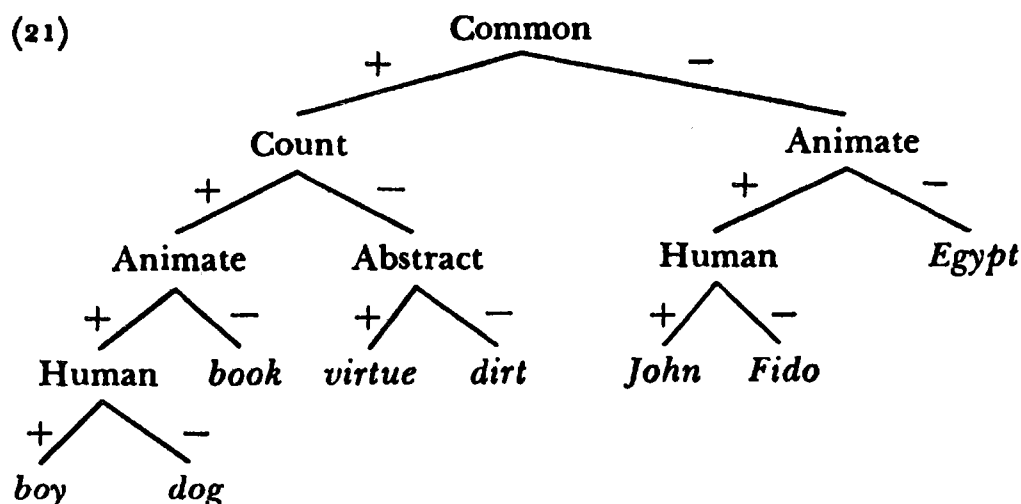 (21) Common
+ −
Count Animate
+ − + −
Animate Abstract Human Egypt
+ − + − + −
Human book virtue dirt John Fido
+ −
boy dog